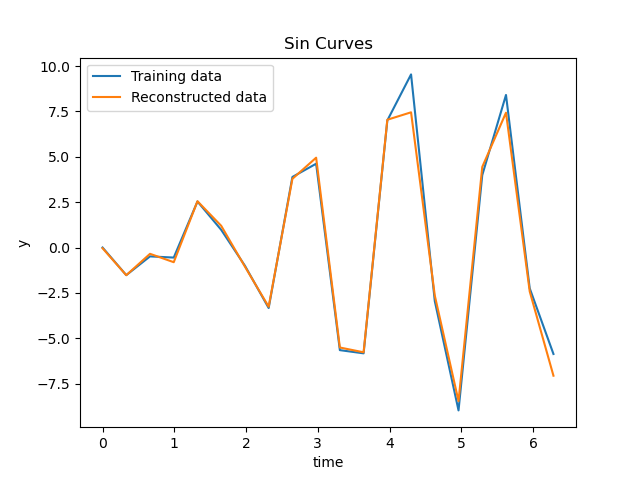 Sin Curves
Training data
Reconstructed data
10.0
7.5
5.0
2.5
0.0
−2.5
−5.0
−7.5
y
0 1 2 3 4 5 6
time